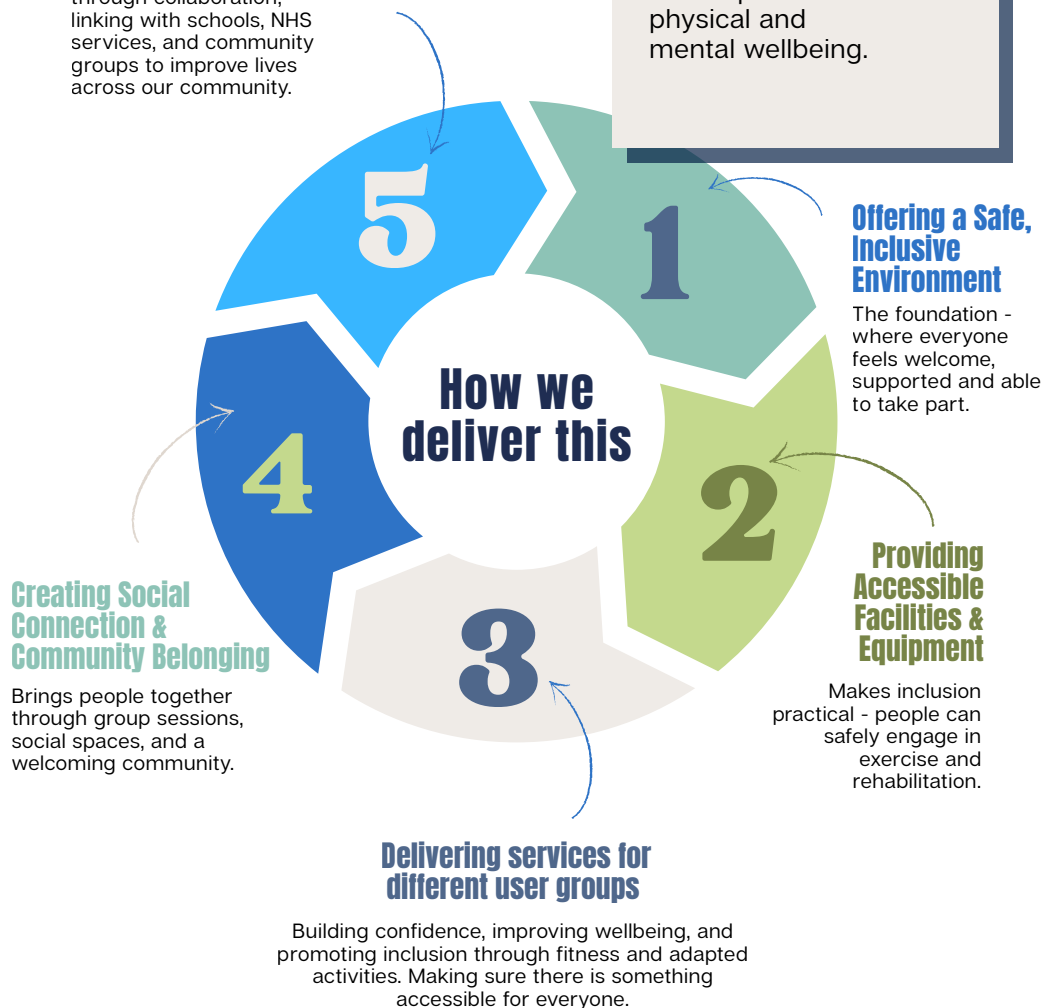 through collaboration,
linking with schools, NHS
services, and community
groups to improve lives
across our community.
physical and
mental wellbeing.
5
1
Offering a Safe,
Inclusive
Environment
The foundation -
where everyone
feels welcome,
supported and able
to take part.
How we
deliver this
4
2
Providing
Accessible
Facilities &
Equipment
Makes inclusion
practical - people can
safely engage in
exercise and
rehabilitation.
Creating Social
Connection &
Community Belonging
Brings people together
through group sessions,
social spaces, and a
welcoming community.
3
Delivering services for
different user groups
Building confidence, improving wellbeing, and
promoting inclusion through fitness and adapted
activities. Making sure there is something
accessible for everyone.